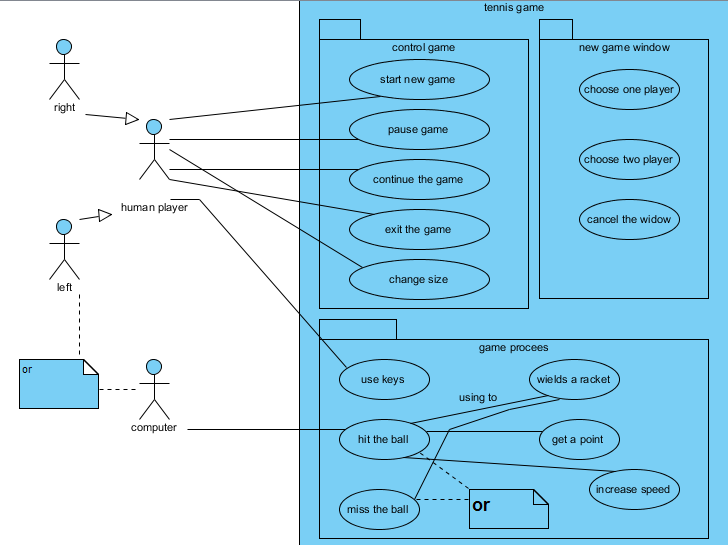 tennis game
control game
new game window
start new game
choose one player
right
pause game
choose two player
continue the game
human player
cancel the widow
exit the game
left
change size
game procees
or
use keys
wields a racket
using to
computer
hit the ball
get a point
increase speed
miss the ball
or